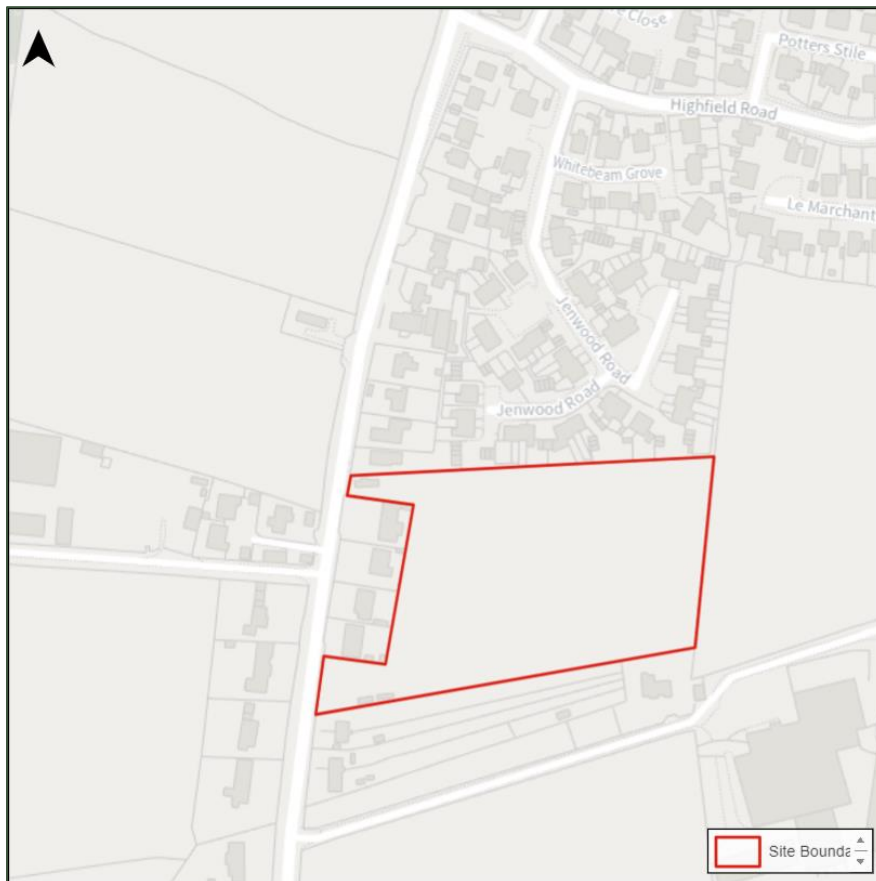 e Close
Potters Stile
Highfield Road
Whitebeam Grove
Le Marchant
Jenwood Road
Jenwood Road
Site Bounda